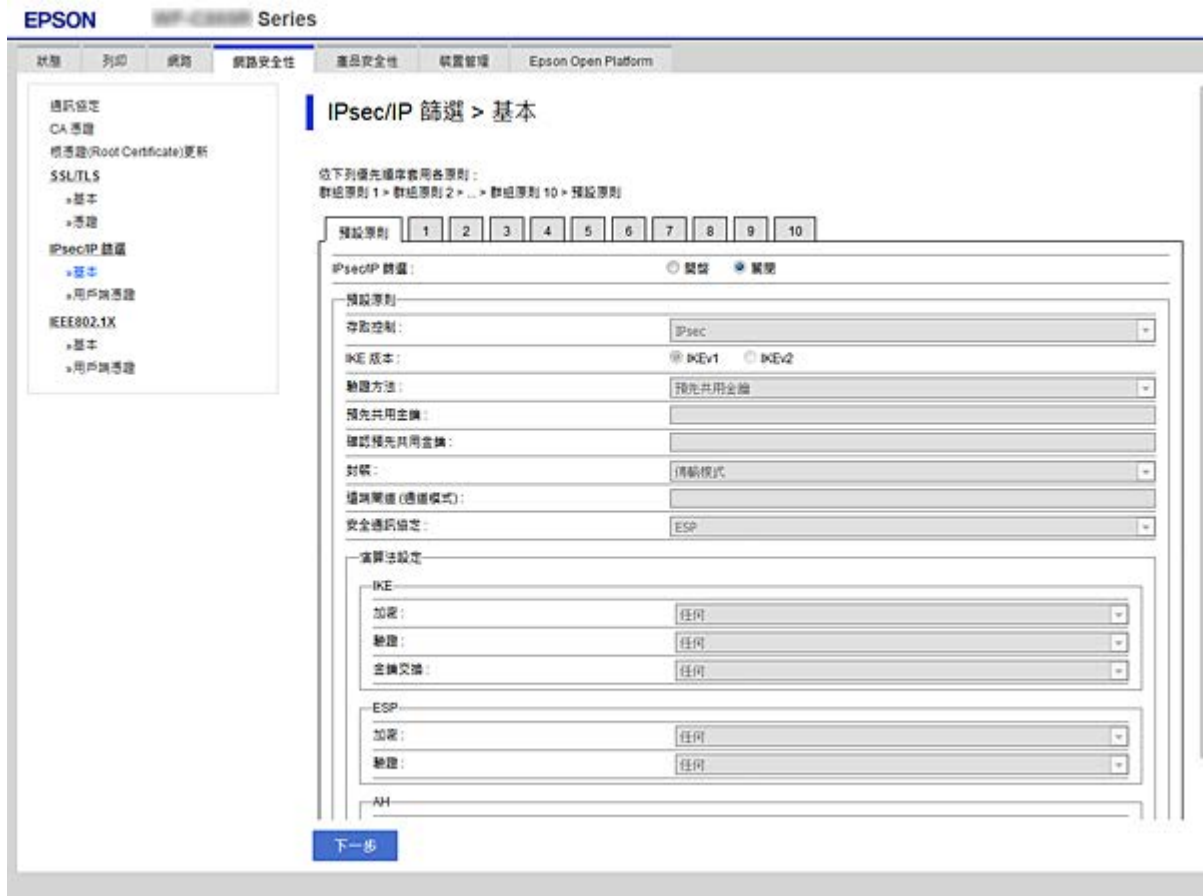 EPSON Series
狀態 列印 網路 網路安全性 產品安全性 裝置管理 Epson Open Platform
通訊協定
CA 憑證
根憑證(Root Certificate)更新
SSL/TLS
»基本
»憑證
IPsec/IP 篩選
»基本
»用戶端憑證
IEEE802.1X
»基本
»用戶端憑證
IPsec/IP 篩選 > 基本
依下列優先順序套用各原則 :
群組原則 1 > 群組原則 2 > ... > 群組原則 10 > 預設原則
預設原則 1 2 3 4 5 6 7 8 9 10
IPsec/IP 篩選 : 開啓 關閉
預設原則
存取控制 : IPsec
IKE 版本 : IKEv1 IKEv2
驗證方法 : 預先共用金鑰
預先共用金鑰 :
確認預先共用金鑰 :
封裝 : 傳輸模式
遠端閘道 (通道模式) :
安全通訊協定 : ESP
演算法設定
IKE
加密 : 任何
驗證 : 任何
金鑰交換 : 任何
ESP
加密 : 任何
驗證 : 任何
AH
下一步